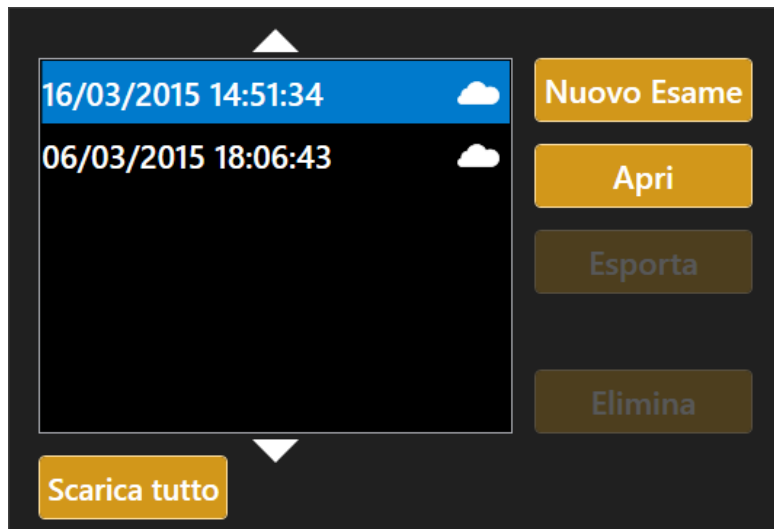 16/03/2015 14:51:34
06/03/2015 18:06:43
Nuovo Esame
Apri
Esporta
Elimina
Scarica tutto